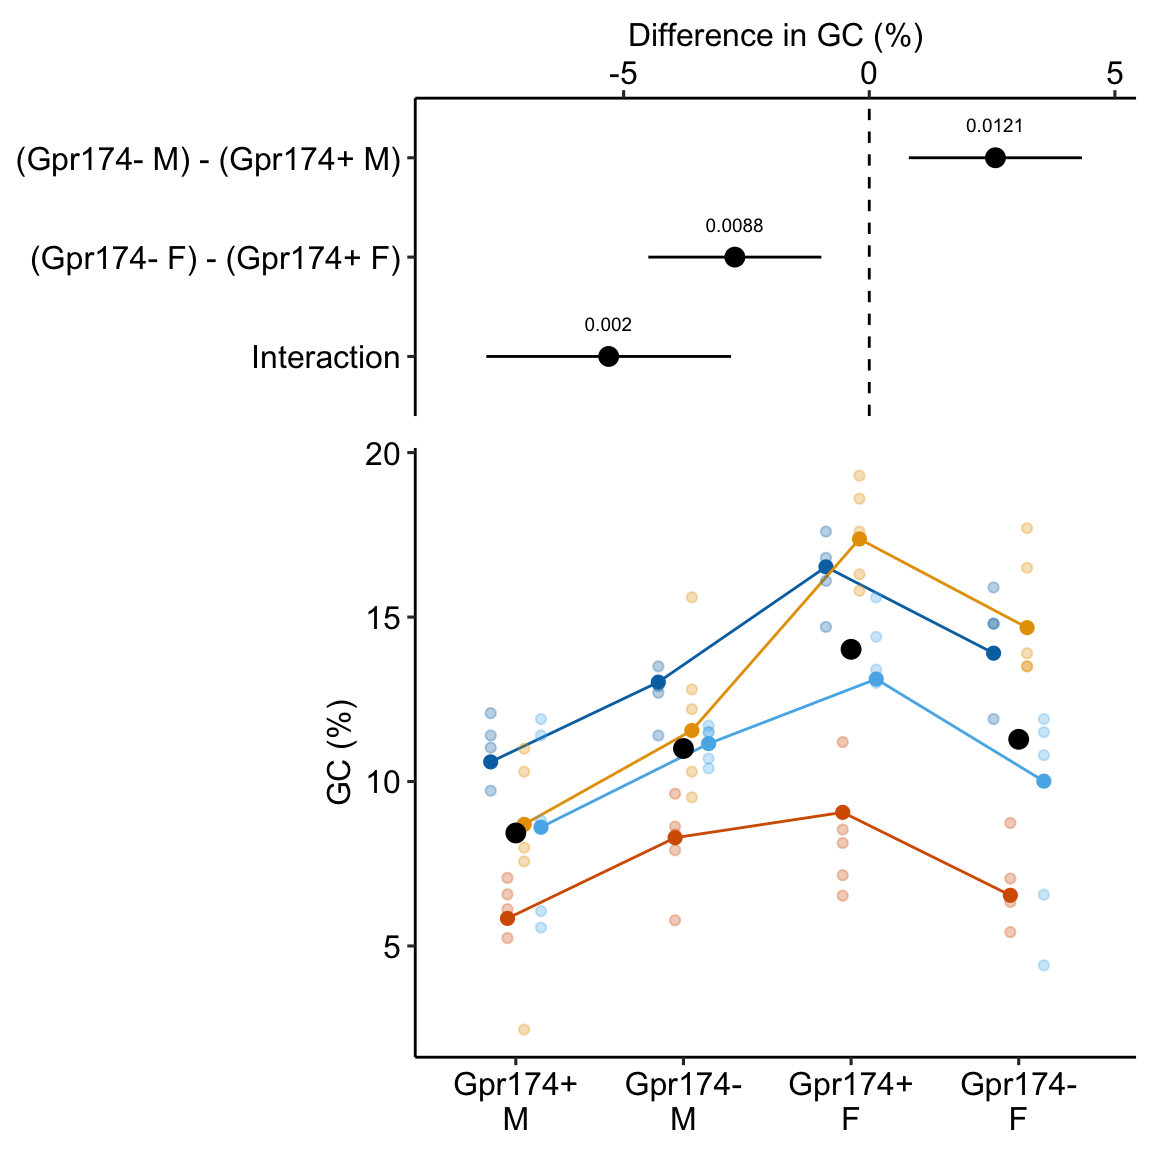 Difference in GC (%)
-5 0 5
(Gpr174- M) - (Gpr174+ M)
0.0121
(Gpr174- F) - (Gpr174+ F)
0.0088
Interaction
0.002
GC (%)
20
15
10
5
Gpr174+ Gpr174- Gpr174+ Gpr174-
M M F F